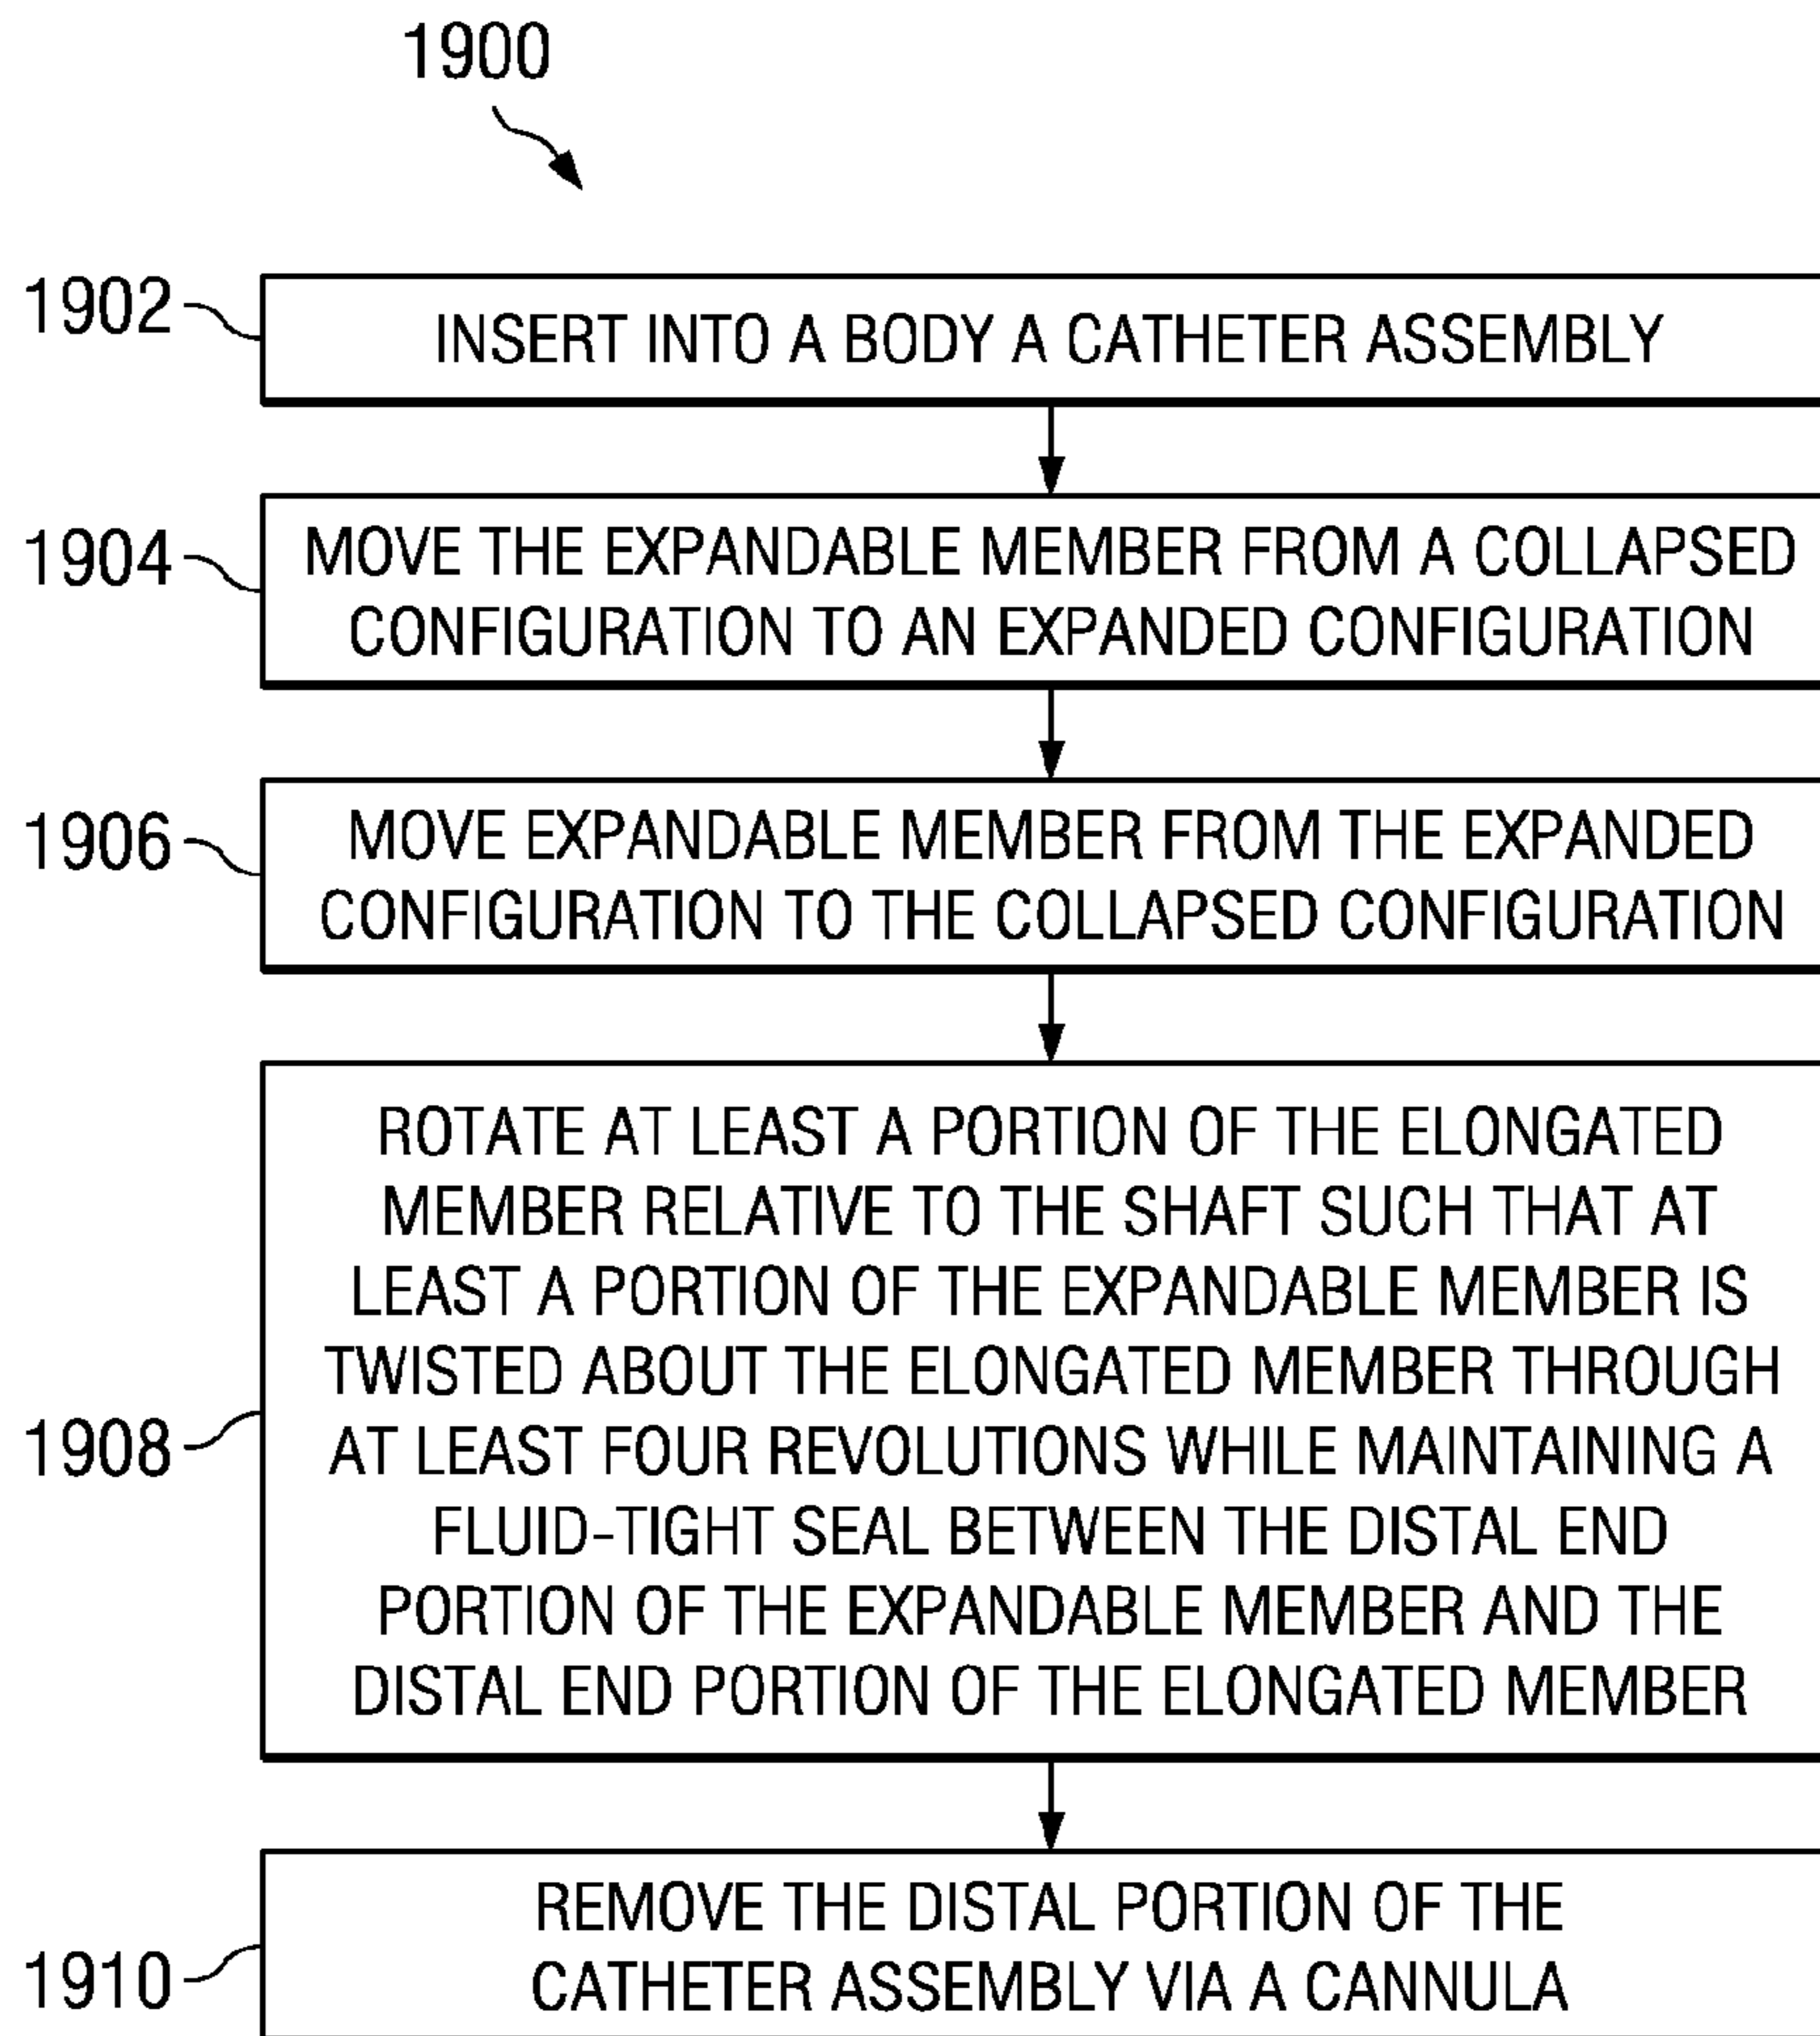 1900
1902
INSERT INTO A BODY A CATHETER ASSEMBLY
1904
MOVE THE EXPANDABLE MEMBER FROM A COLLAPSED
CONFIGURATION TO AN EXPANDED CONFIGURATION
1906
MOVE EXPANDABLE MEMBER FROM THE EXPANDED
CONFIGURATION TO THE COLLAPSED CONFIGURATION
1908
ROTATE AT LEAST A PORTION OF THE ELONGATED
MEMBER RELATIVE TO THE SHAFT SUCH THAT AT
LEAST A PORTION OF THE EXPANDABLE MEMBER IS
TWISTED ABOUT THE ELONGATED MEMBER THROUGH
AT LEAST FOUR REVOLUTIONS WHILE MAINTAINING A
FLUID-TIGHT SEAL BETWEEN THE DISTAL END
PORTION OF THE EXPANDABLE MEMBER AND THE
DISTAL END PORTION OF THE ELONGATED MEMBER
1910
REMOVE THE DISTAL PORTION OF THE
CATHETER ASSEMBLY VIA A CANNULA